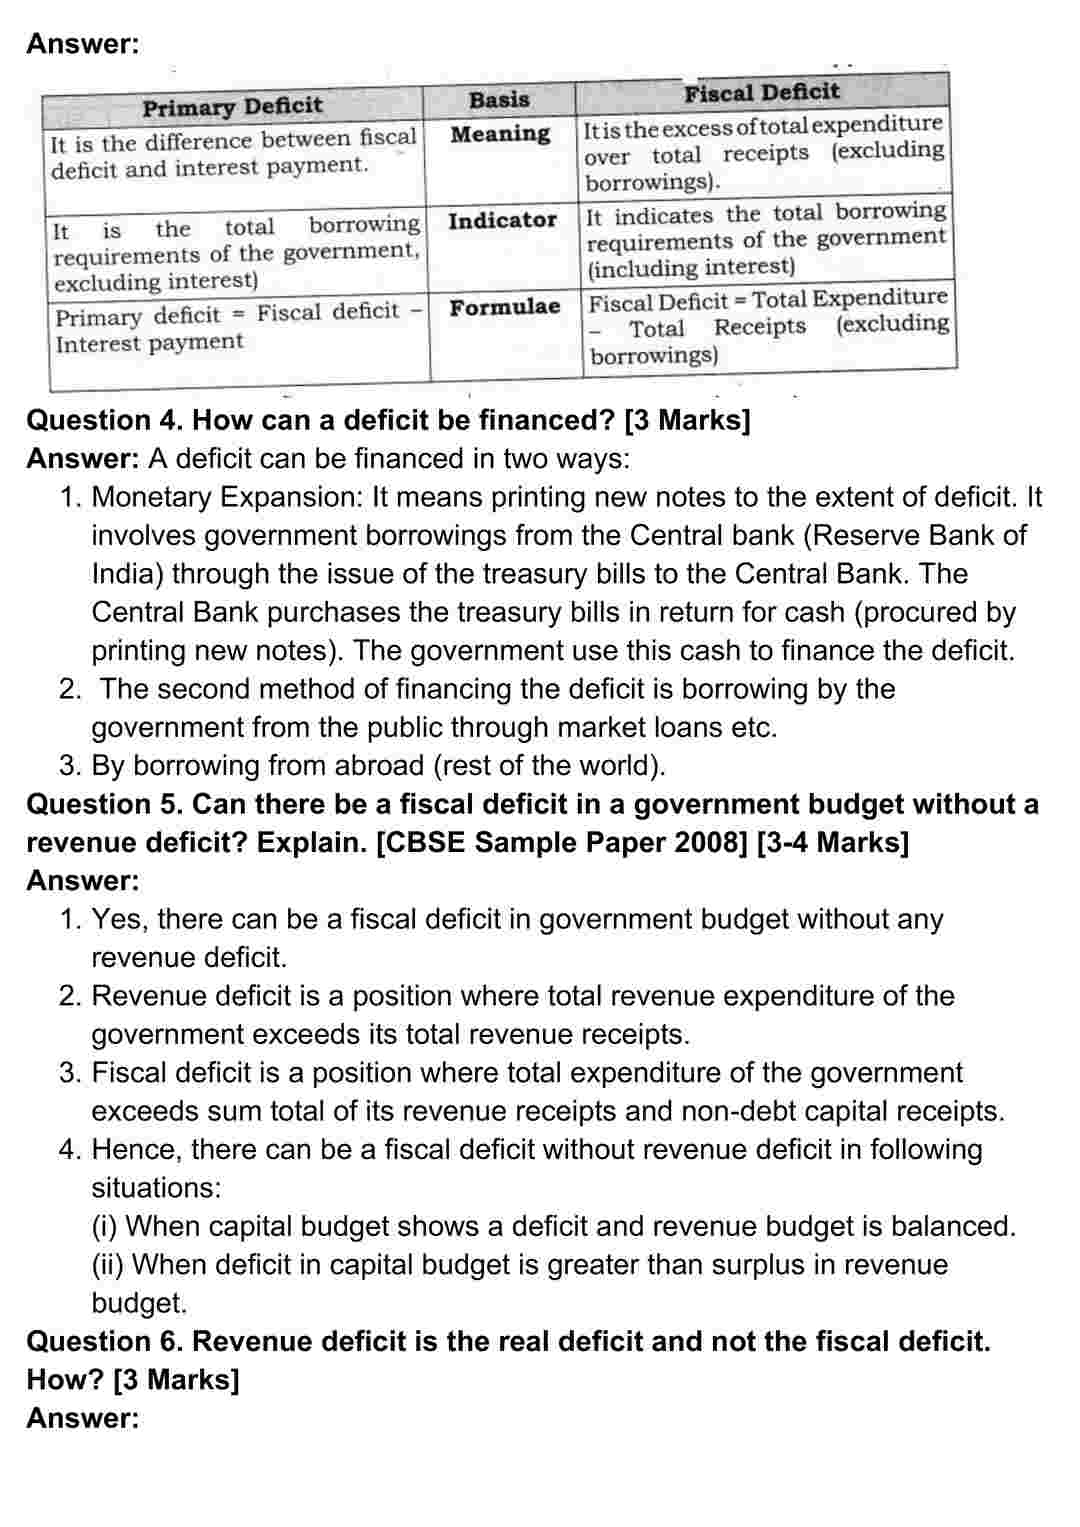 Answer:
Primary Deficit Basis Fiscal Deficit
It is the difference between fiscal
deficit and interest payment.
Meaning
It is the excess of total expenditure
over total receipts (excluding
borrowings).
It is the total borrowing
requirements of the government,
excluding interest)
Indicator
It indicates the total borrowing
requirements of the government
(including interest)
Primary deficit = Fiscal deficit –
Interest payment
Formulae
Fiscal Deficit = Total Expenditure
– Total Receipts (excluding
borrowings)
Question 4. How can a deficit be financed? [3 Marks]
Answer: A deficit can be financed in two ways:
1. Monetary Expansion: It means printing new notes to the extent of deficit. It
involves government borrowings from the Central bank (Reserve Bank of
India) through the issue of the treasury bills to the Central Bank. The
Central Bank purchases the treasury bills in return for cash (procured by
printing new notes). The government use this cash to finance the deficit.
2. The second method of financing the deficit is borrowing by the
government from the public through market loans etc.
3. By borrowing from abroad (rest of the world).
Question 5. Can there be a fiscal deficit in a government budget without a
revenue deficit? Explain. [CBSE Sample Paper 2008] [3-4 Marks]
Answer:
1. Yes, there can be a fiscal deficit in government budget without any
revenue deficit.
2. Revenue deficit is a position where total revenue expenditure of the
government exceeds its total revenue receipts.
3. Fiscal deficit is a position where total expenditure of the government
exceeds sum total of its revenue receipts and non-debt capital receipts.
4. Hence, there can be a fiscal deficit without revenue deficit in following
situations:
(i) When capital budget shows a deficit and revenue budget is balanced.
(ii) When deficit in capital budget is greater than surplus in revenue
budget.
Question 6. Revenue deficit is the real deficit and not the fiscal deficit.
How? [3 Marks]
Answer: